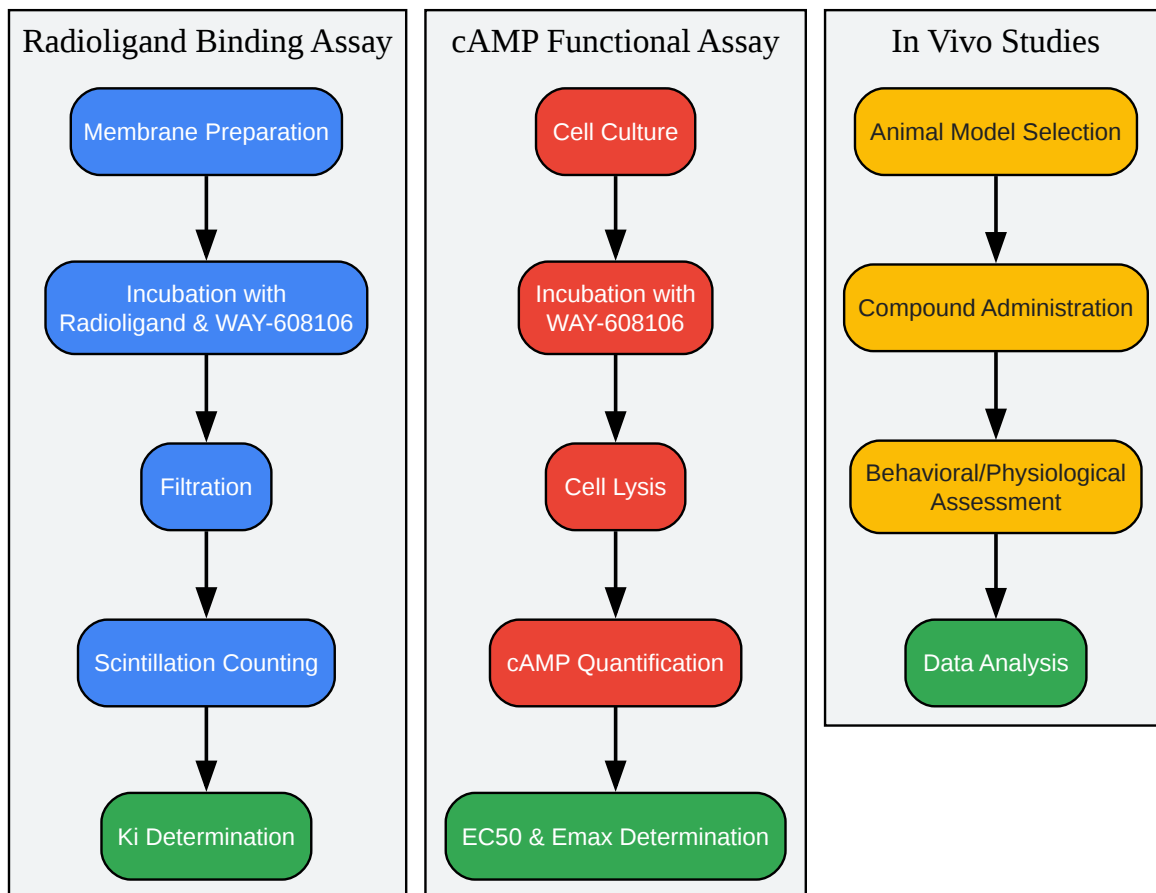 Radioligand Binding Assay
Membrane Preparation
Incubation with
Radioligand & WAY-608106
Filtration
Scintillation Counting
Ki Determination
cAMP Functional Assay
Cell Culture
Incubation with
WAY-608106
Cell Lysis
cAMP Quantification
EC50 & Emax Determination
In Vivo Studies
Animal Model Selection
Compound Administration
Behavioral/Physiological
Assessment
Data Analysis